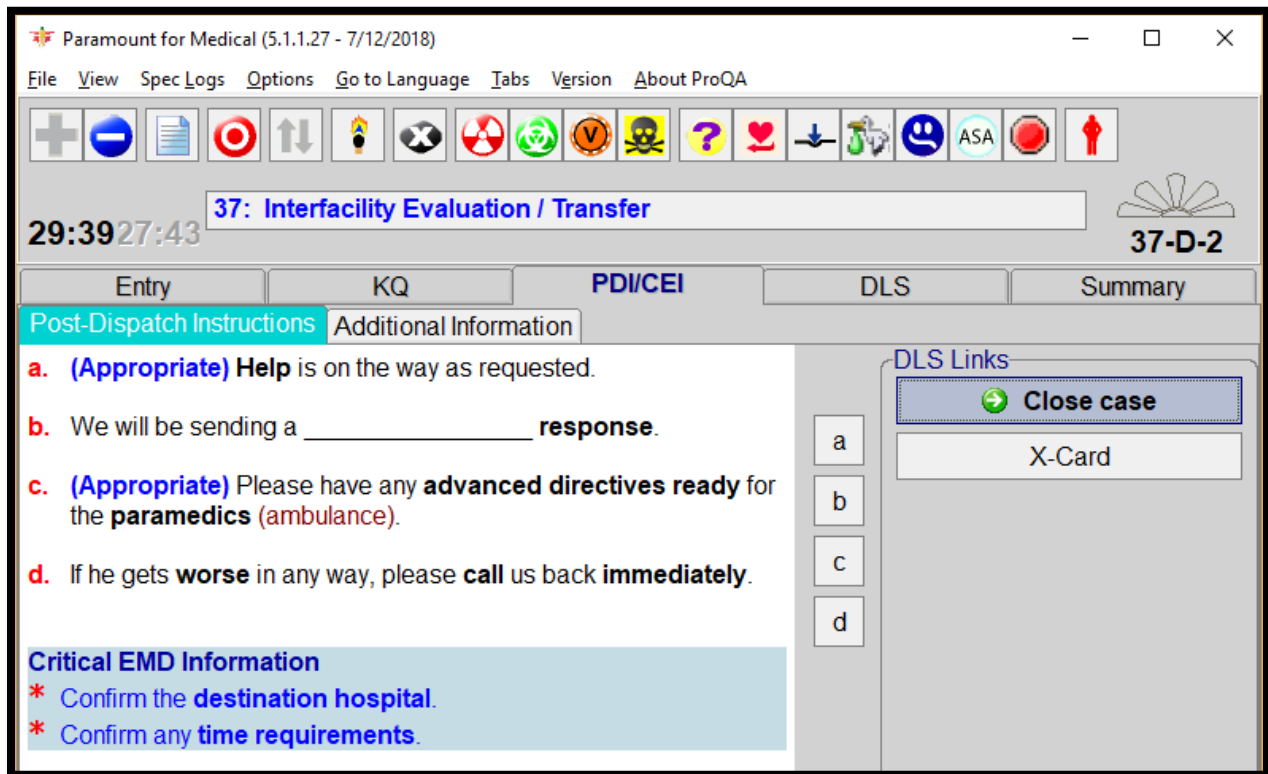 Paramount for Medical (5.1.1.27 - 7/12/2018)
File View Spec Logs Options Go to Language Tabs Version About ProQA
X V ? ASA
37: Interfacility Evaluation / Transfer
29:39 27:43
37-D-2
Entry KQ PDI/CEI DLS Summary
Post-Dispatch Instructions Additional Information
a. (Appropriate) Help is on the way as requested.
b. We will be sending a ________________ response.
c. (Appropriate) Please have any advanced directives ready for
the paramedics (ambulance).
d. If he gets worse in any way, please call us back immediately.
Critical EMD Information
* Confirm the destination hospital.
* Confirm any time requirements.
a
b
c
d
DLS Links
Close case
X-Card